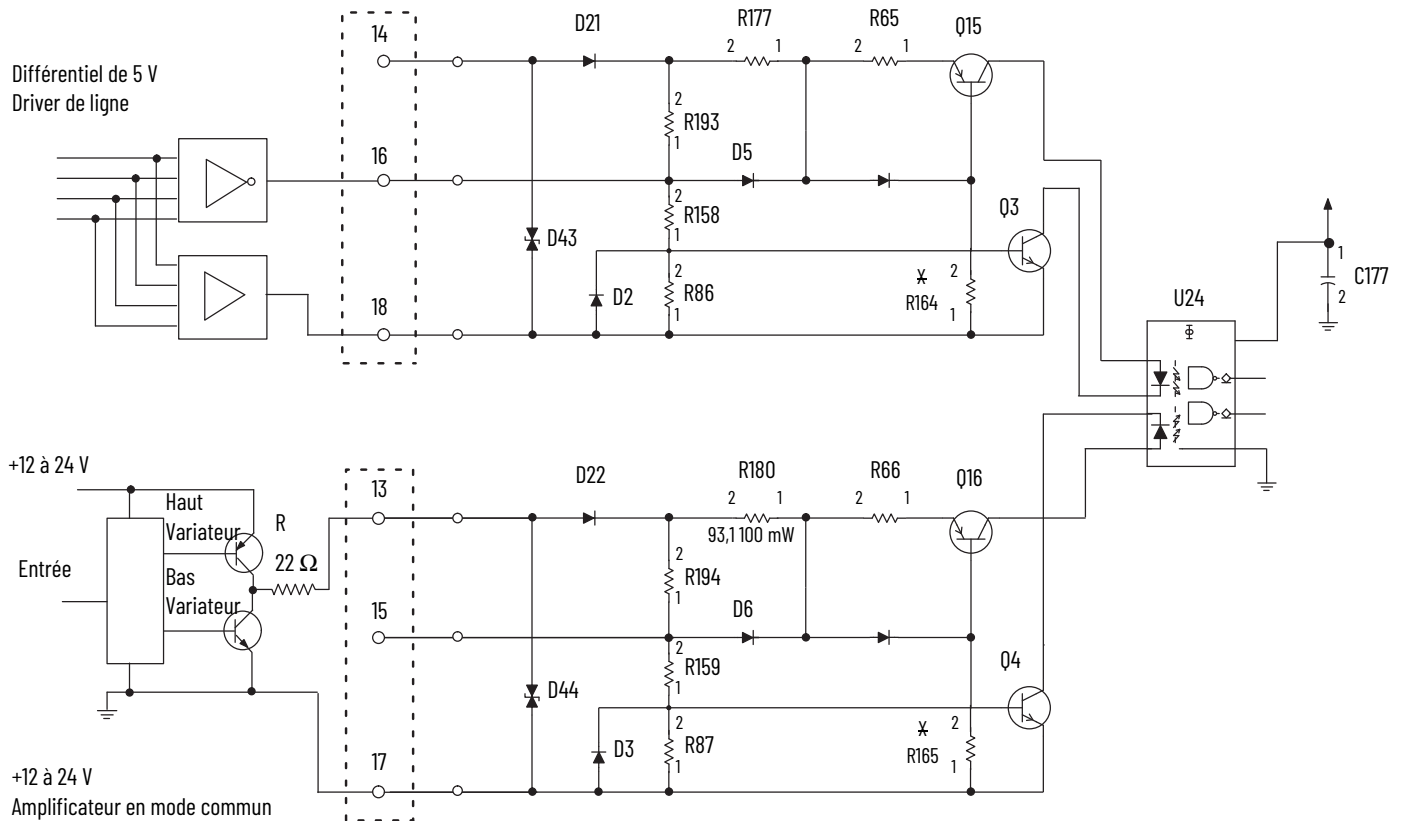 Différentiel de 5 V
Driver de ligne
14
16
18
D21
R177
2 1
R65
2 1
Q15
2
R193
1
D5
2
R158
1
D43
D2
2
R86
1
Q3
X
R164
2
1
U24
Φ
1
C177
2
+12 à 24 V
Haut
Variateur
R
22 Ω
Entrée
Bas
Variateur
+12 à 24 V
Amplificateur en mode commun
13
15
17
D22
R180
2 1
93,1 100 mW
R66
2 1
Q16
2
R194
1
D6
2
R159
1
D44
D3
2
R87
1
Q4
X
R165
2
1